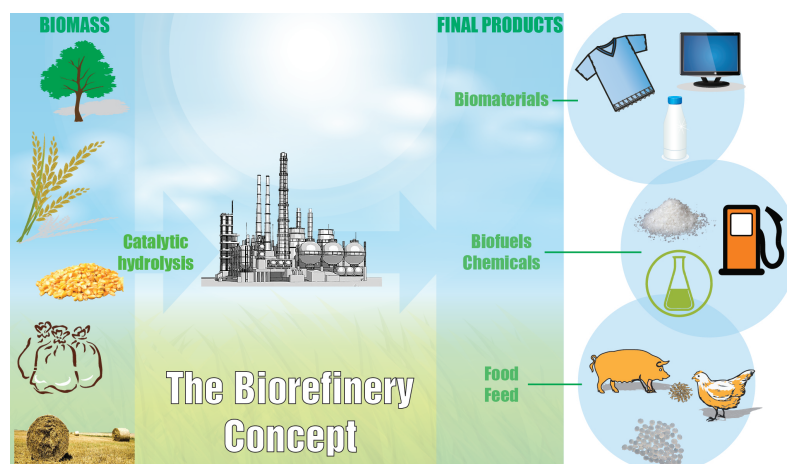 BIOMASS
FINAL PRODUCTS
Biomaterials
Catalytic
hydrolysis
Biofuels
Chemicals
Food
Feed
The Biorefinery
Concept